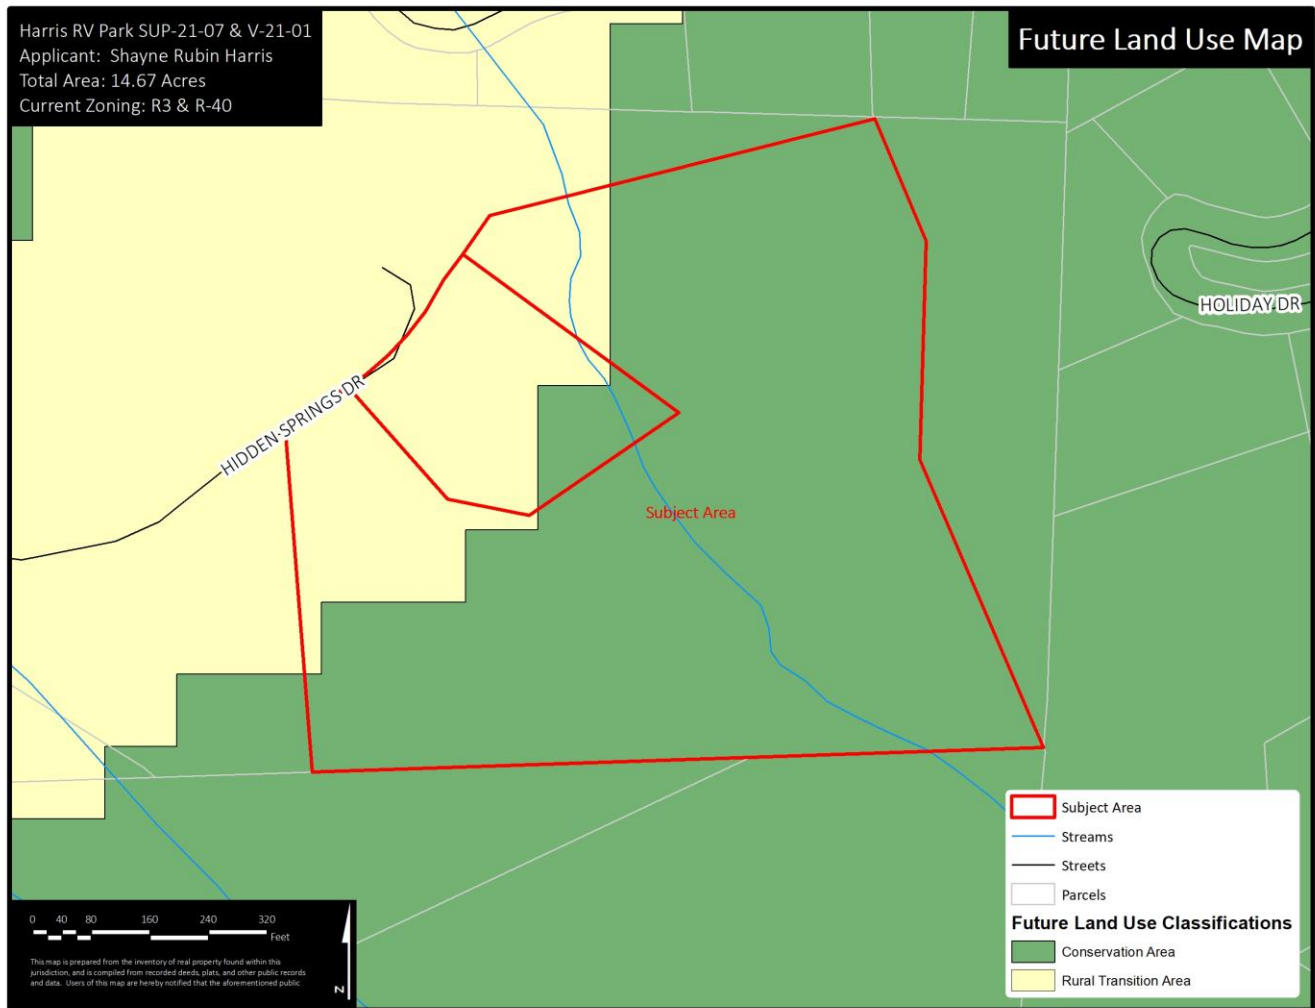 Harris RV Park SUP-21-07 & V-21-01
Applicant: Shayne Rubin Harris
Total Area: 14.67 Acres
Current Zoning: R3 & R-40
Future Land Use Map
HOLIDAY DR
HIDDEN SPRINGS DR
Subject Area
Subject Area
Streams
Streets
Parcels
Future Land Use Classifications
Conservation Area
Rural Transition Area
0 40 80 160 240 320
Feet
This map is prepared from the inventory of real property found within this
jurisdiction, and is compiled from recorded deeds, plats, and other public records
and data. Users of this map are hereby notified that the aforementioned public
N